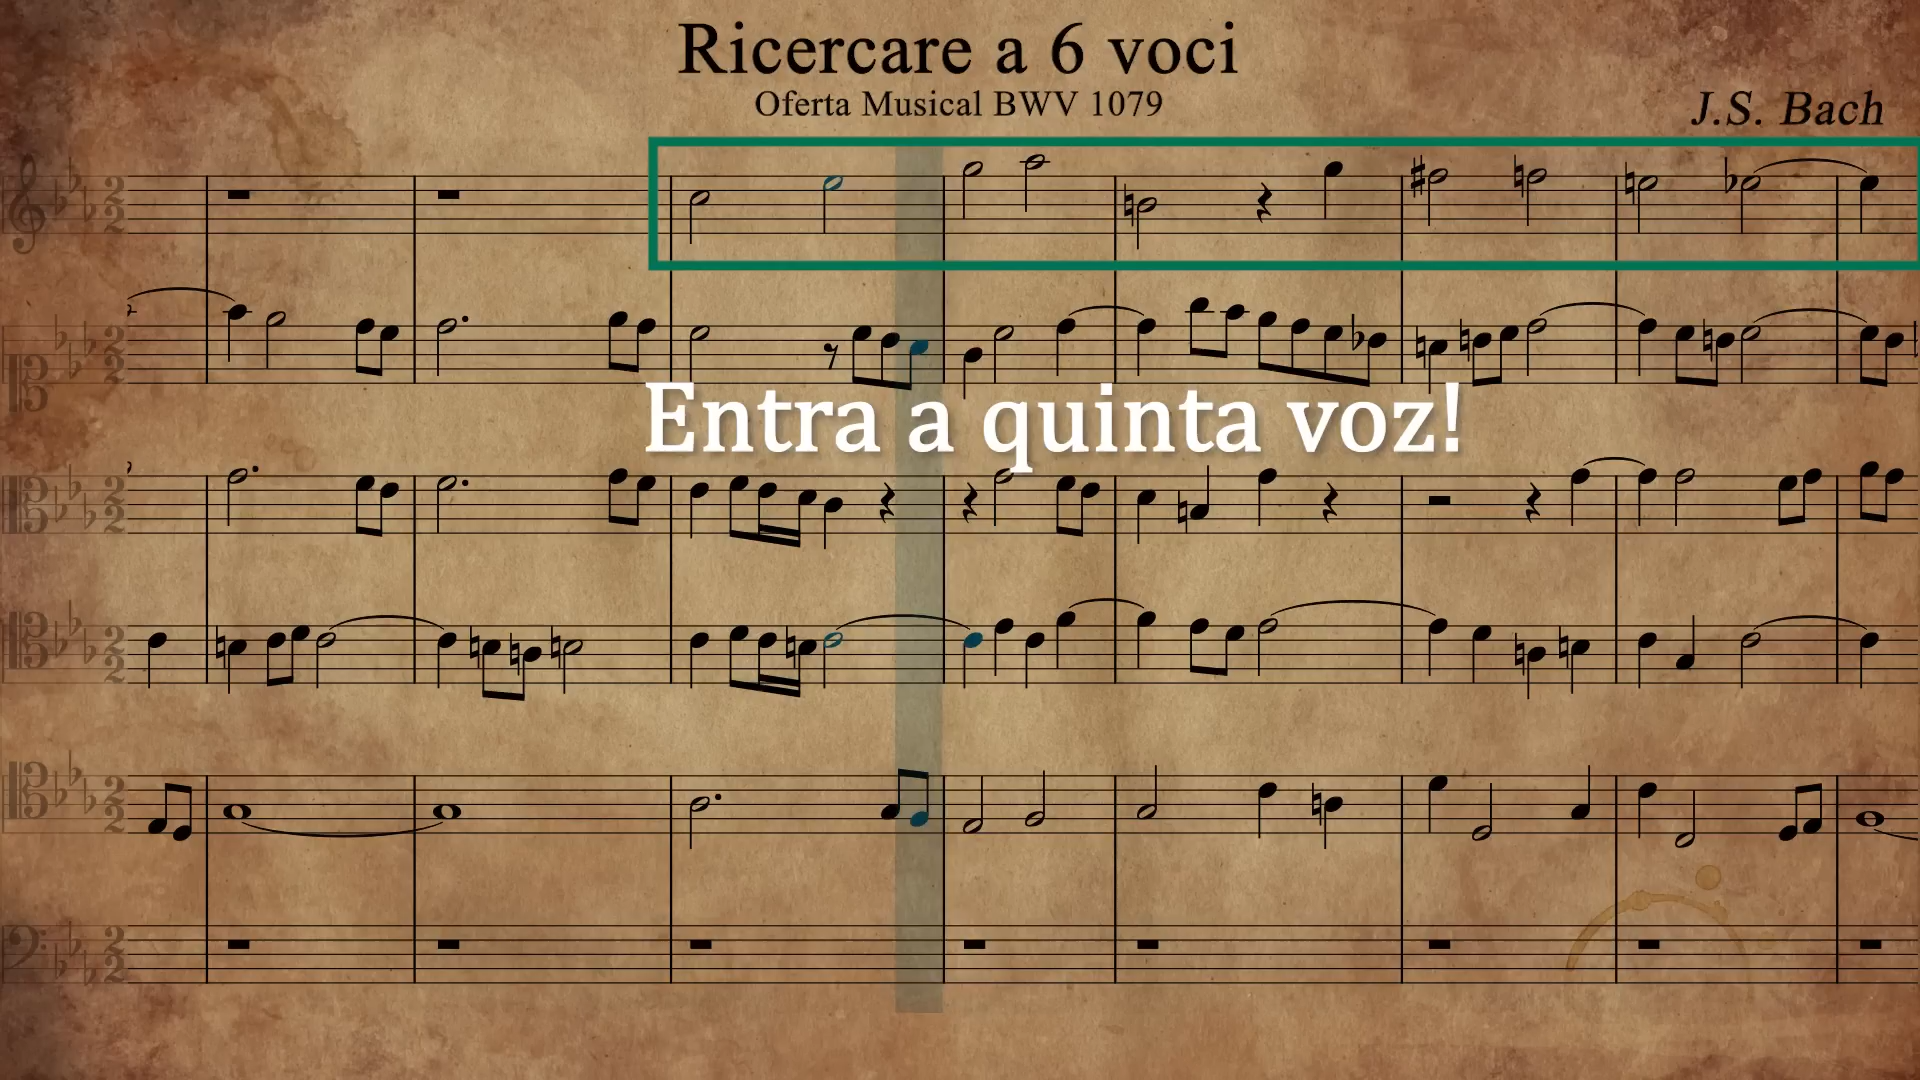 Ricercare a 6 voci
Oferta Musical BWV 1079
J.S. Bach
Entra a quinta voz!